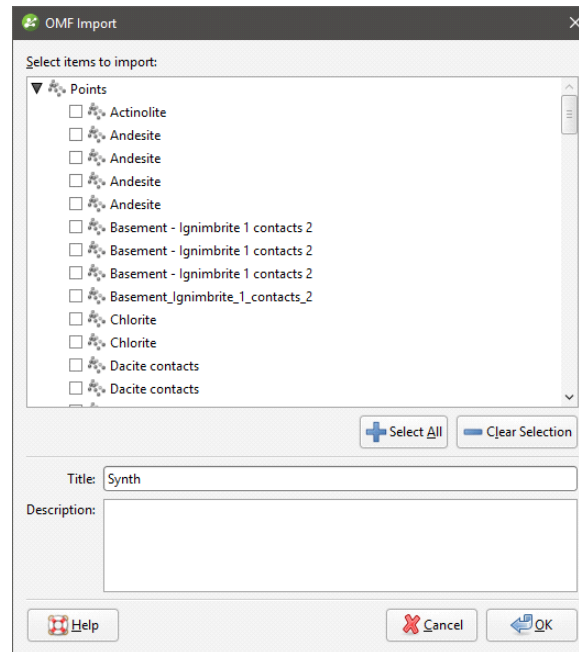 OMF Import
Select items to import:
Points
Actinolite
Andesite
Andesite
Andesite
Andesite
Basement - Ignimbrite 1 contacts 2
Basement - Ignimbrite 1 contacts 2
Basement - Ignimbrite 1 contacts 2
Basement_Ignimbrite_1_contacts_2
Chlorite
Chlorite
Dacite contacts
Dacite contacts
Select All Clear Selection
Title: Synth
Description:
Help Cancel OK